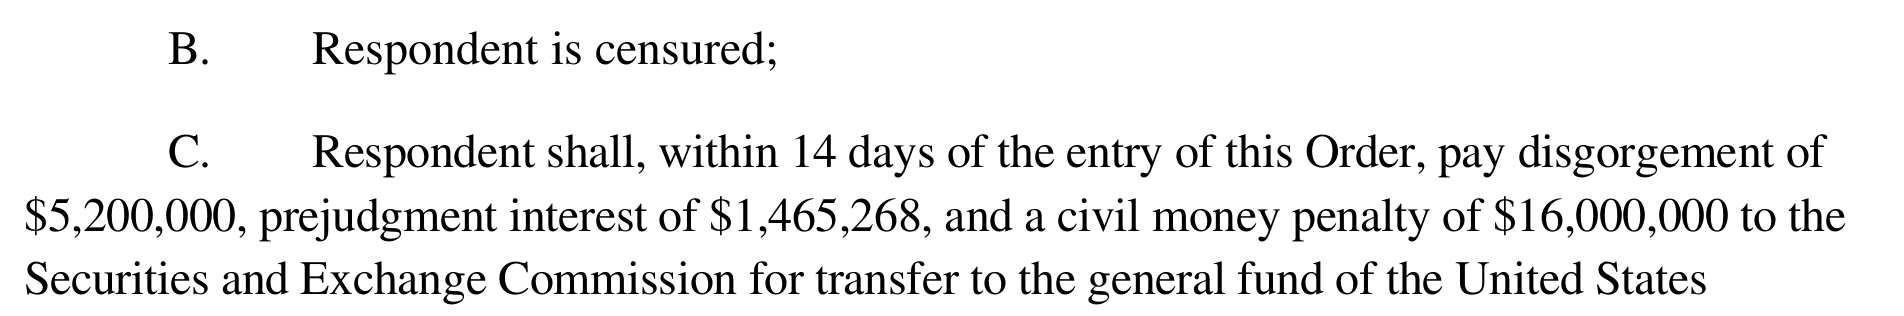 B. Respondent is censured;
C. Respondent shall, within 14 days of the entry of this Order, pay disgorgement of
$5,200,000, prejudgment interest of $1,465,268, and a civil money penalty of $16,000,000 to the
Securities and Exchange Commission for transfer to the general fund of the United States